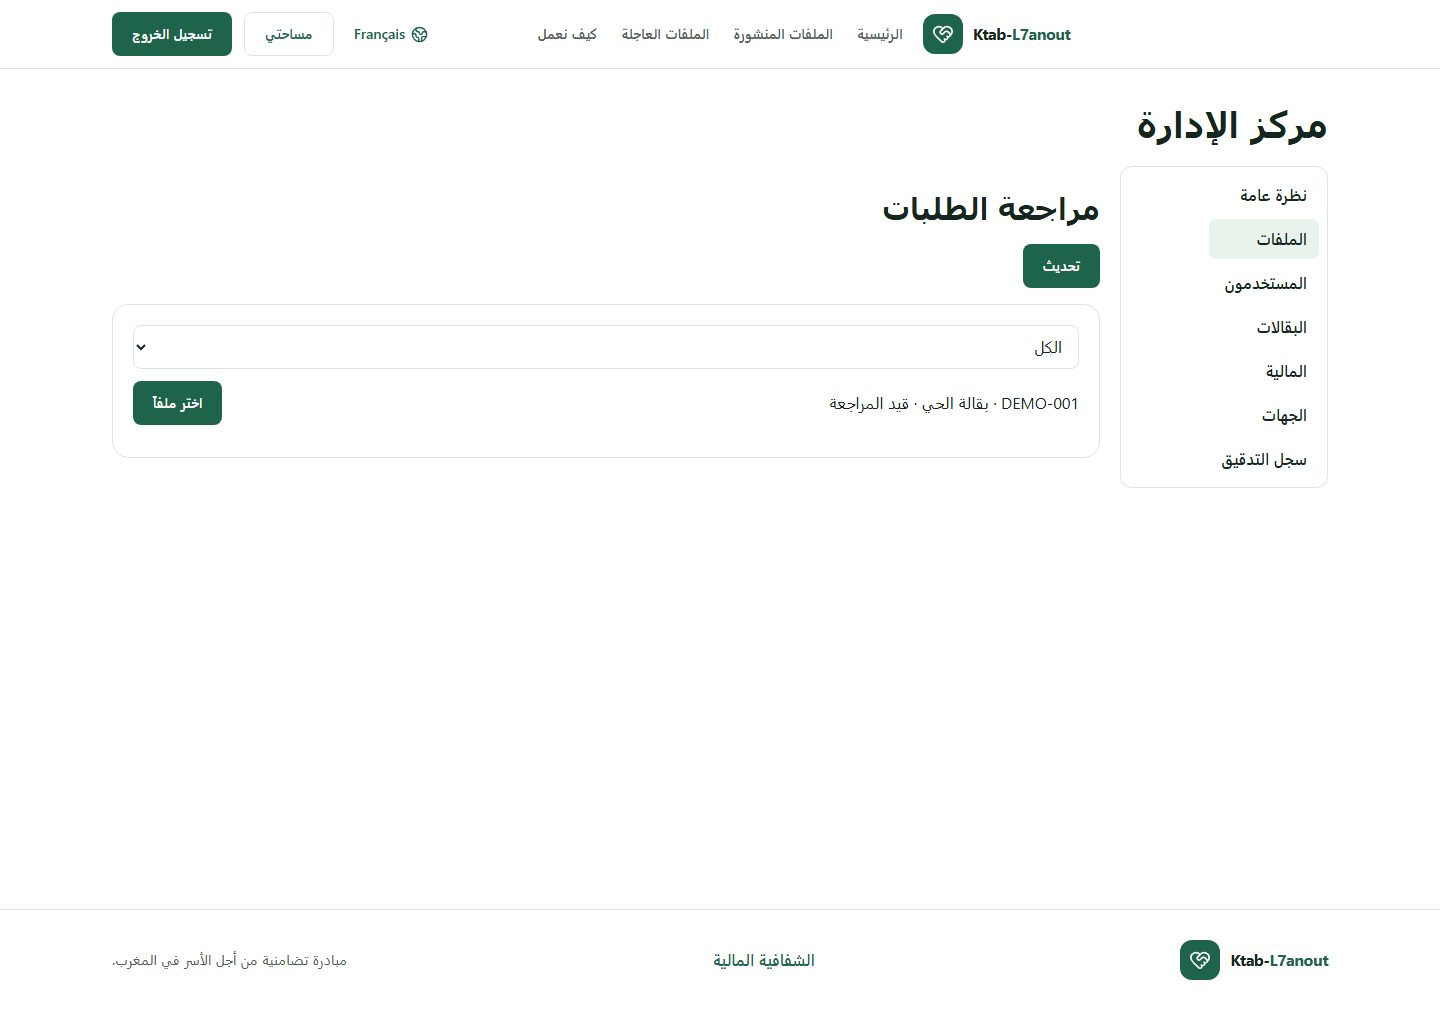 Ktab-L7anout
الرئيسية
الملفات المنشورة
الملفات العاجلة
كيف نعمل
Français
مساحتي
تسجيل الخروج
مركز الإدارة
نظرة عامة
الملفات
المستخدمون
البقالات
المالية
الجهات
سجل التدقيق
مراجعة الطلبات
تحديث
الكل
DEMO-001 · بقالة الحي · قيد المراجعة
اختر ملفاً
Ktab-L7anout
الشفافية المالية
مبادرة تضامنية من أجل الأسر في المغرب.